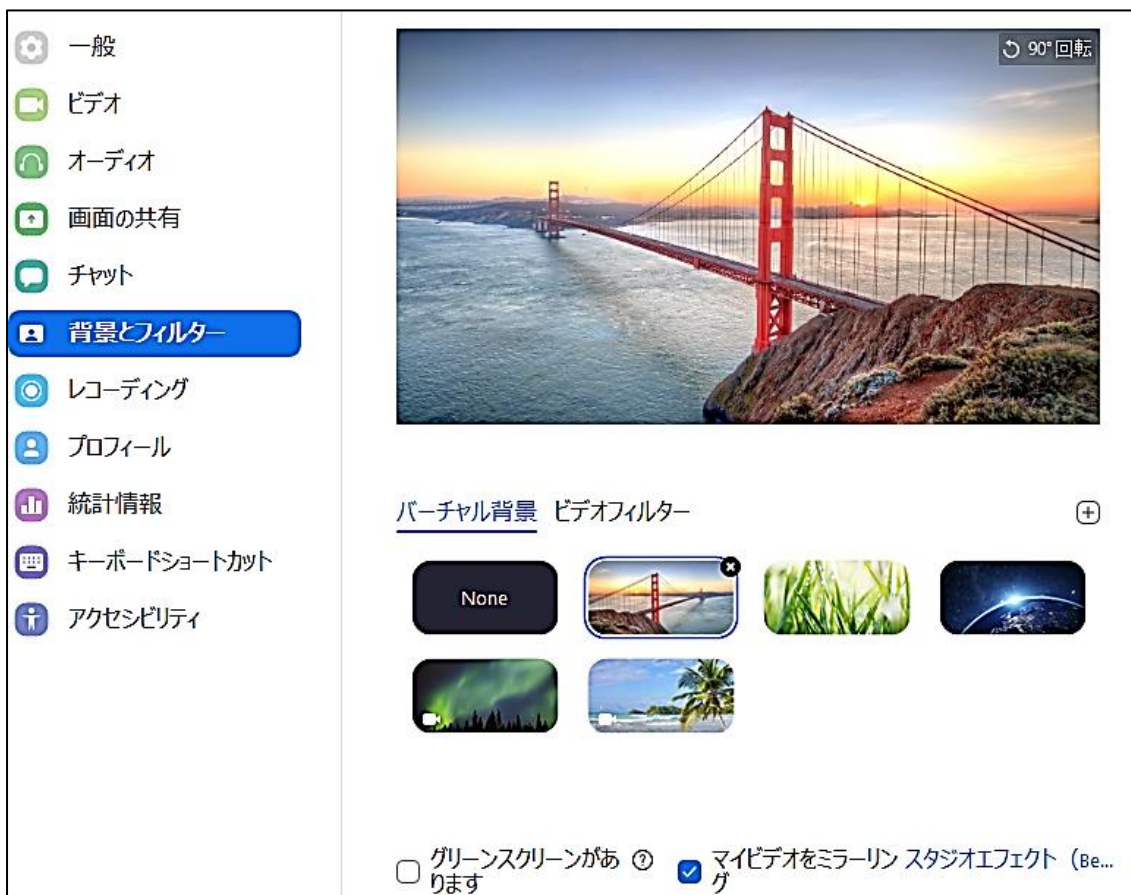 一般
ビデオ
オーディオ
画面の共有
チャット
背景とフィルター
レコーディング
プロフィール
統計情報
キーボードショートカット
アクセシビリティ
90°回転
バーチャル背景 ビデオフィルター
None
グリーンスクリーンがあ
ります
マイビデオをミラーリン
グ
スタジオエフェクト (Be...